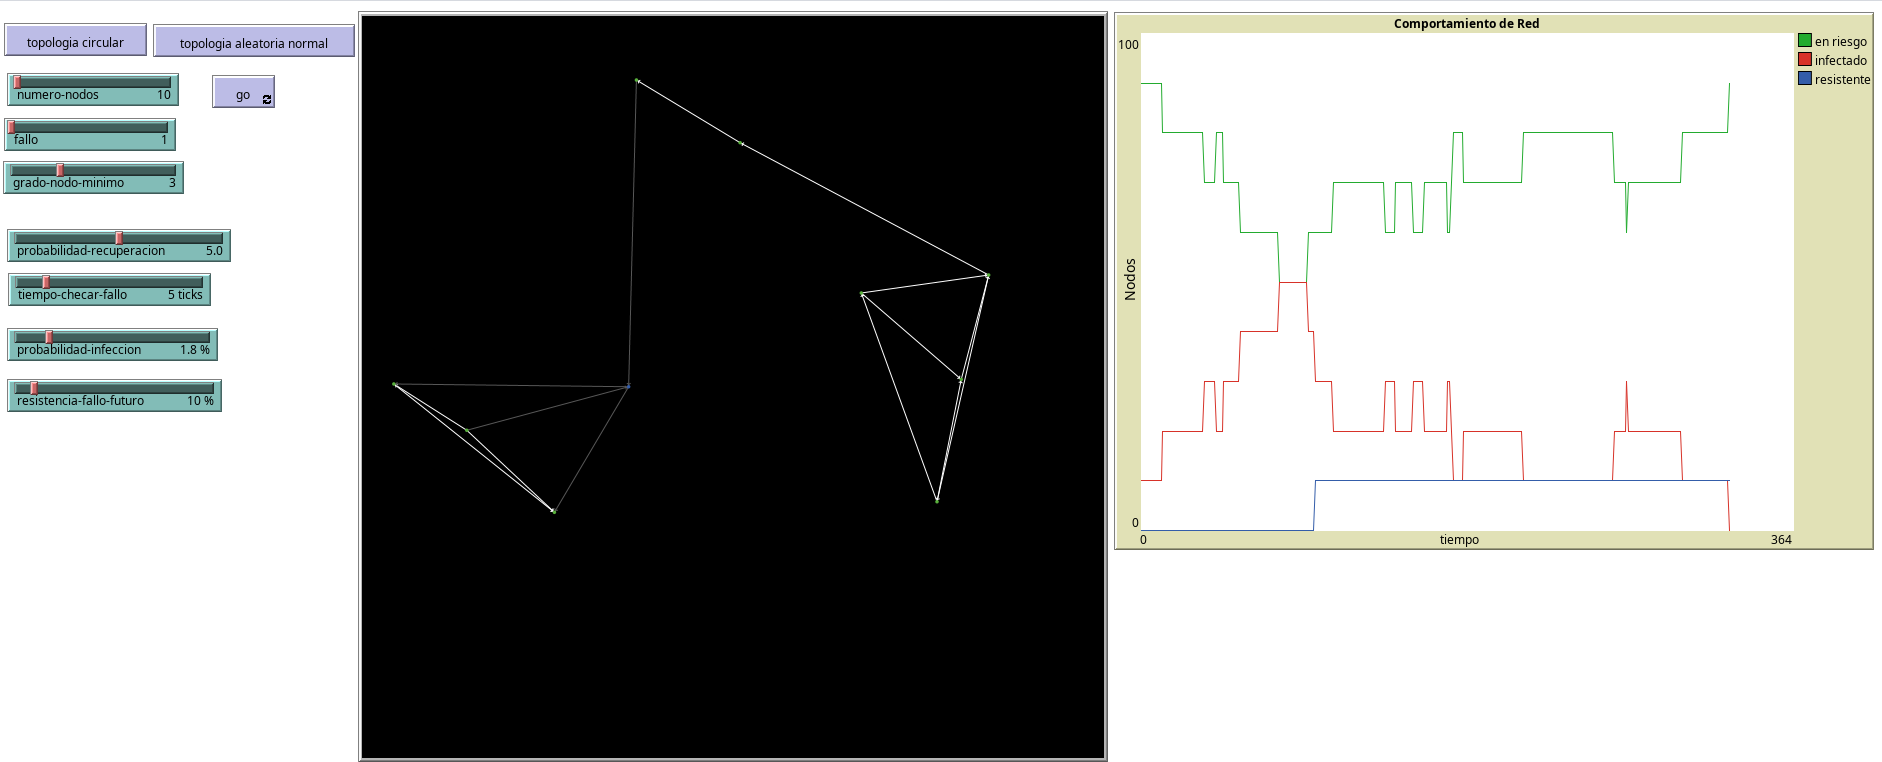 topologia circular
topologia aleatoria normal
numero-nodos 10
go
fallo 1
grado-nodo-minimo 3
probabilidad-recuperacion 5.0
tiempo-checar-fallo 5 ticks
probabilidad-infeccion 1.8 %
resistencia-fallo-futuro 10 %
Comportamiento de Red
100
Nodos
0
0
tiempo
364
en riesgo
infectado
resistente